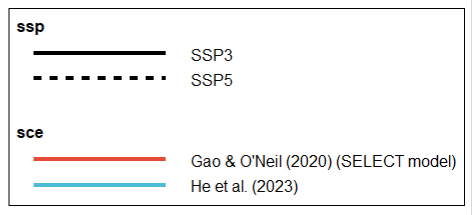 ssp
SSP3
SSP5
sce
Gao & O'Neil (2020) (SELECT model)
He et al. (2023)